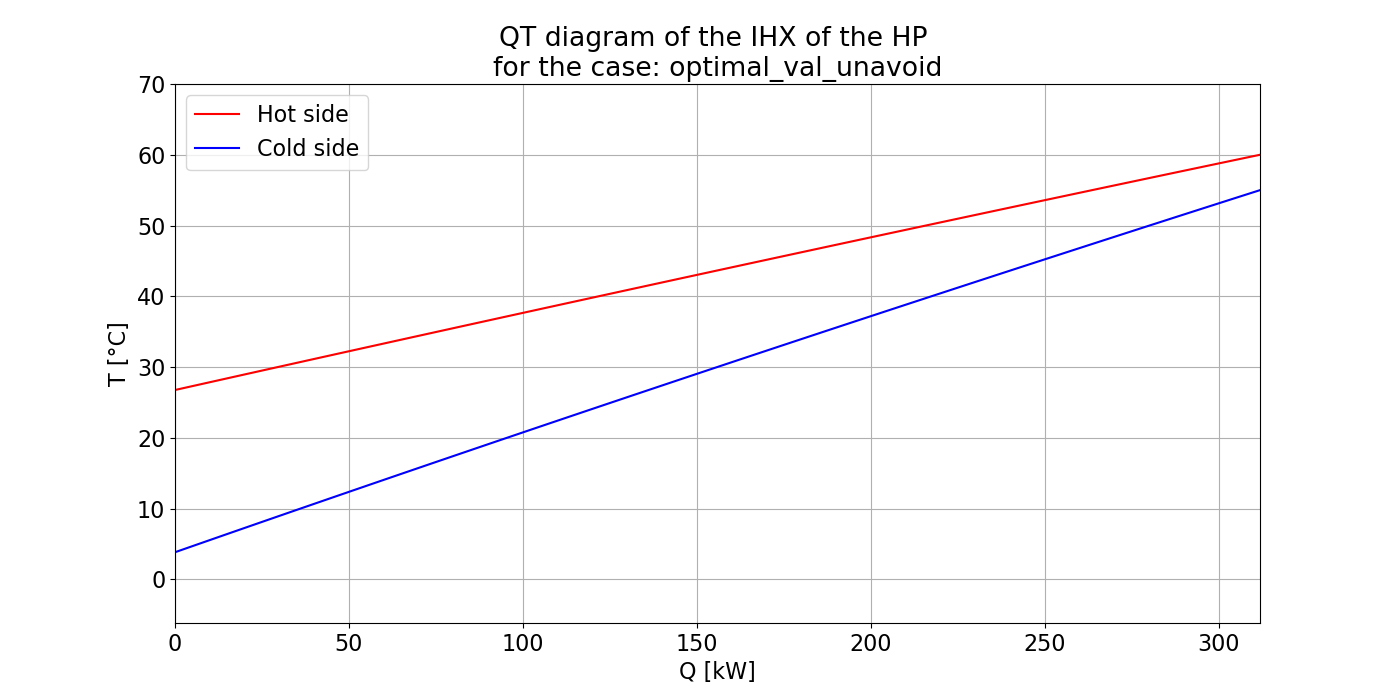 QT diagram of the IHX of the HP
for the case: optimal_val_unavoid
Hot side
Cold side
T [°C]
70
60
50
40
30
20
10
0
0 50 100 150 200 250 300
Q [kW]